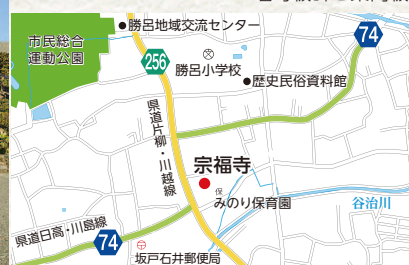 勝呂地域交流センター
市民総合
運動公園
74
256
勝呂小学校
歴史民俗資料館
県道片柳・川越線
宗福寺
保
みのり保育園
谷治川
県道日高・川島線
74
坂戸石井郵便局